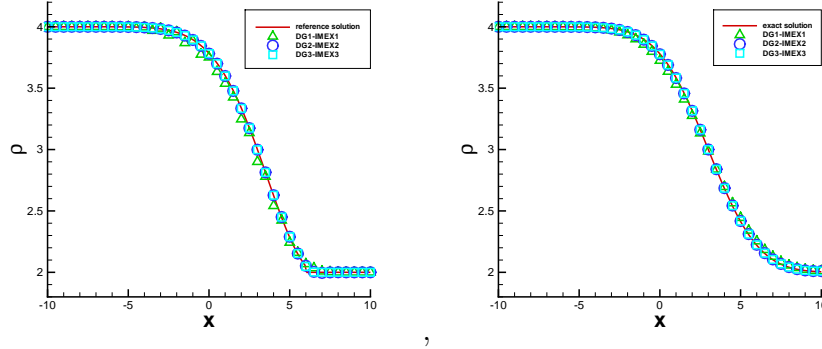 reference solution
DG1-IMEX1
DG2-IMEX2
DG3-IMEX3
ρ
4
3.5
3
2.5
2
-10
-5
0
5
10
x
,
exact solution
DG1-IMEX1
DG2-IMEX2
DG3-IMEX3
ρ
4
3.5
3
2.5
2
-10
-5
0
5
10
x